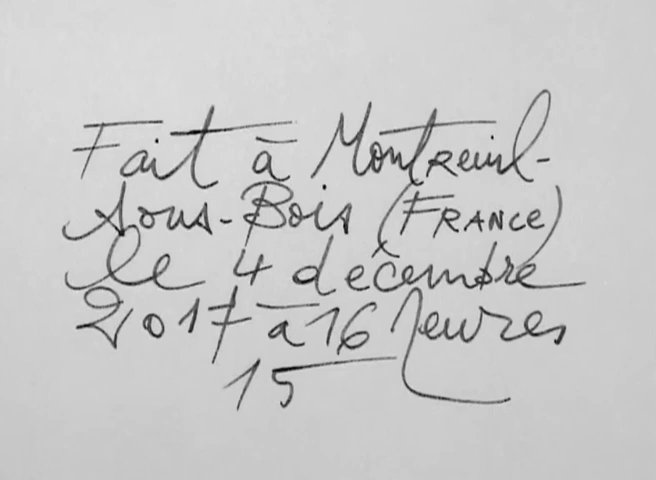 Fait à Montreuil-
sous-Bois (FRANCE)
le 4 décembre
2017 à 16 heures
15